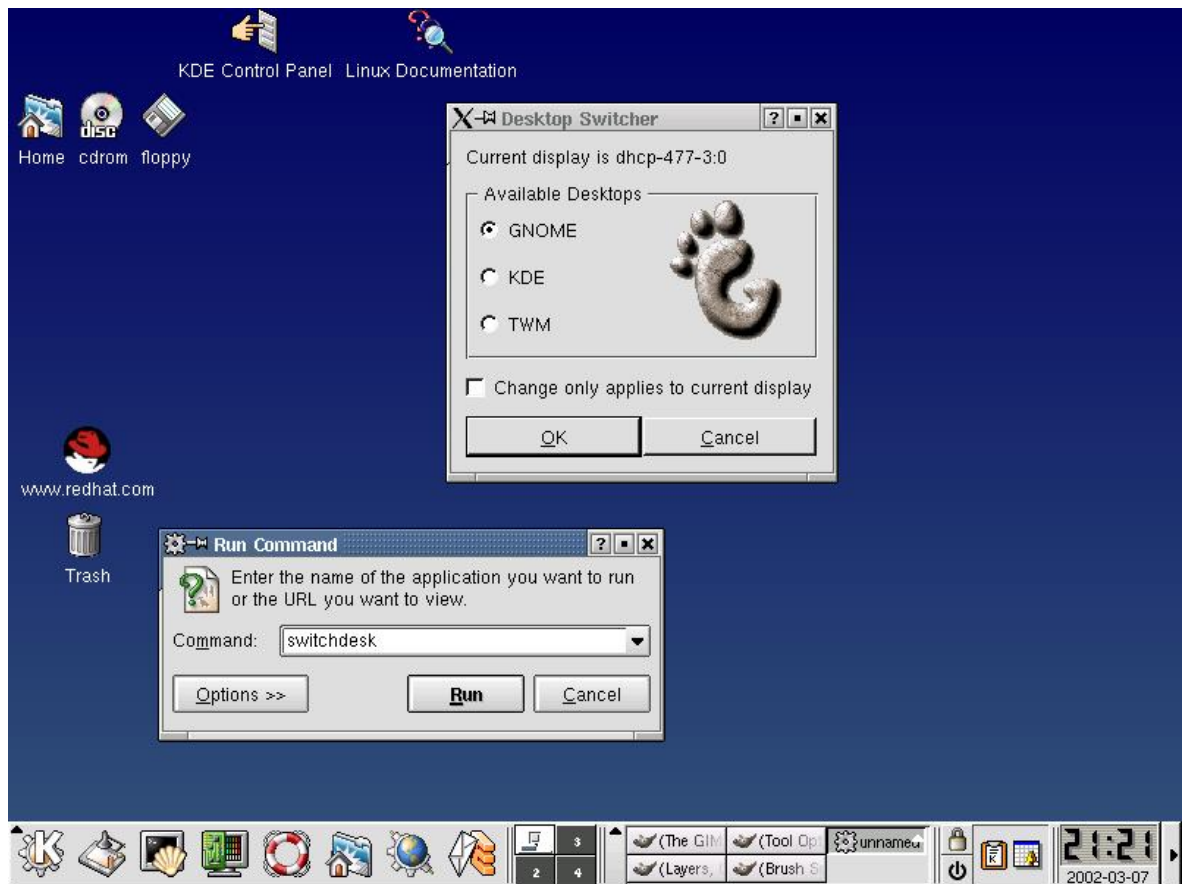 KDE Control Panel Linux Documentation
disc
Home cdrom floppy
Desktop Switcher
Current display is dhcp-477-3:0
Available Desktops
GNOME
KDE
TWM
Change only applies to current display
OK Cancel
www.redhat.com
Trash
Run Command
Enter the name of the application you want to run
or the URL you want to view.
Command: switchdesk
Options >> Run Cancel
3
2 4
(The GIM (Tool Op unnamed
(Layers, (Brush S
21:21
2002-03-07